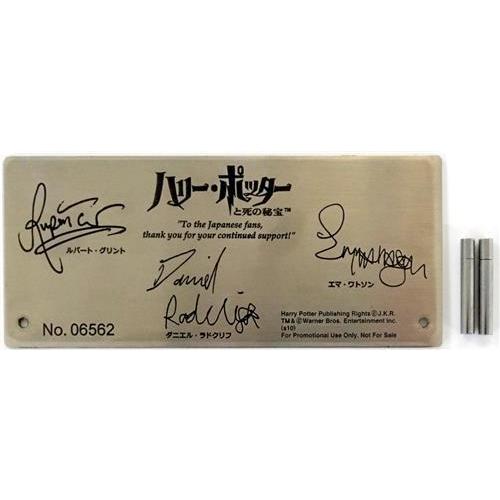 ハリー・ポッター
と死の秘宝™
"To the Japanese fans,
thank you for your continued support!"
ルパート・グリント
エマ・ワトソン
Daniel
Radcliffe
ダニエル・ラドクリフ
No. 06562
Harry Potter Publishing Rights ©J.K.R.
TM & ©Warner Bros. Entertainment Inc.
(s10)
For Promotional Use Only, Not For Sale